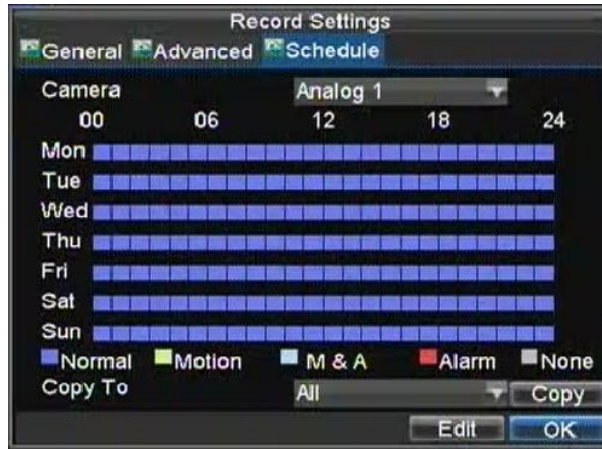 Record Settings
General Advanced Schedule
Camera Analog 1
00 06 12 18 24
Mon
Tue
Wed
Thu
Fri
Sat
Sun
Normal Motion M & A Alarm None
Copy To All Copy
Edit OK